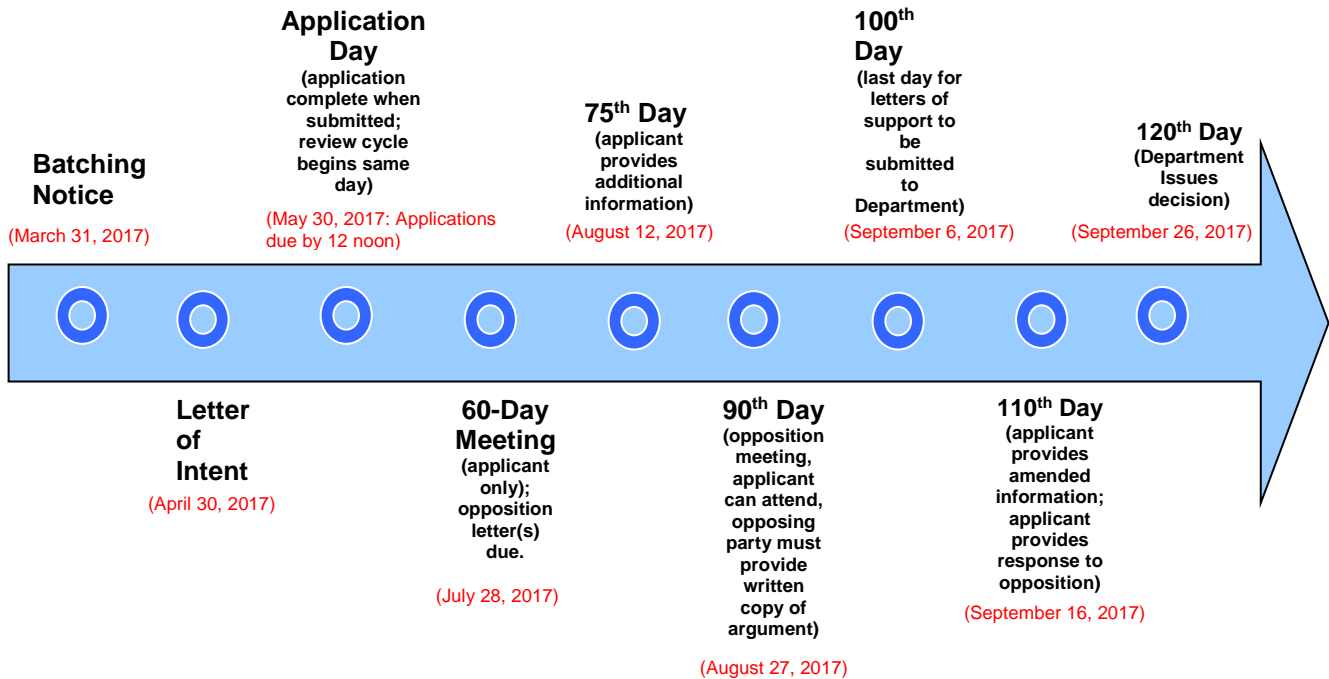 Batching
Notice
(March 31, 2017)
Letter
of
Intent
(April 30, 2017)
Application
Day
(application
complete when
submitted;
review cycle
begins same
day)
(May 30, 2017: Applications
due by 12 noon)
60-Day
Meeting
(applicant
only);
opposition
letter(s)
due.
(July 28, 2017)
75th Day
(applicant
provides
additional
information)
(August 12, 2017)
90th Day
(opposition
meeting,
applicant
can attend,
opposing
party must
provide
written
copy of
argument)
(August 27, 2017)
100th
Day
(last day for
letters of
support to
be
submitted
to
Department)
(September 6, 2017)
110th Day
(applicant
provides
amended
information;
applicant
provides
response to
opposition)
(September 16, 2017)
120th Day
(Department
Issues
decision)
(September 26, 2017)